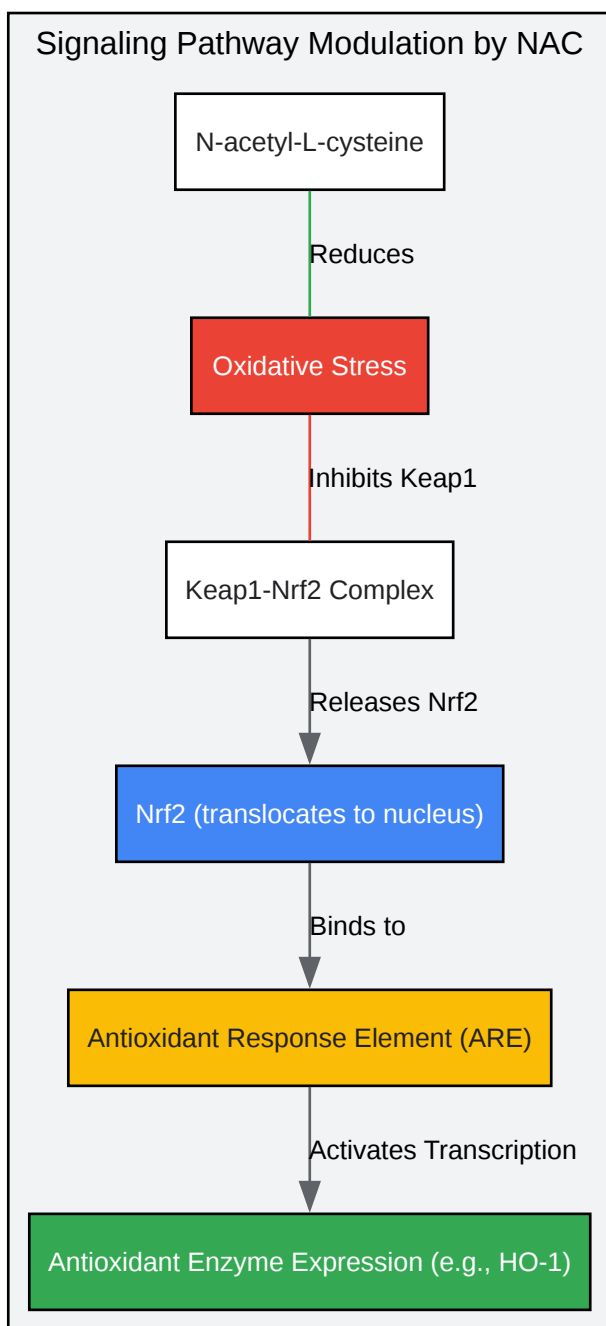 Signaling Pathway Modulation by NAC
N-acetyl-L-cysteine
Reduces
Oxidative Stress
Inhibits Keap1
Keap1-Nrf2 Complex
Releases Nrf2
Nrf2 (translocates to nucleus)
Binds to
Antioxidant Response Element (ARE)
Activates Transcription
Antioxidant Enzyme Expression (e.g., HO-1)